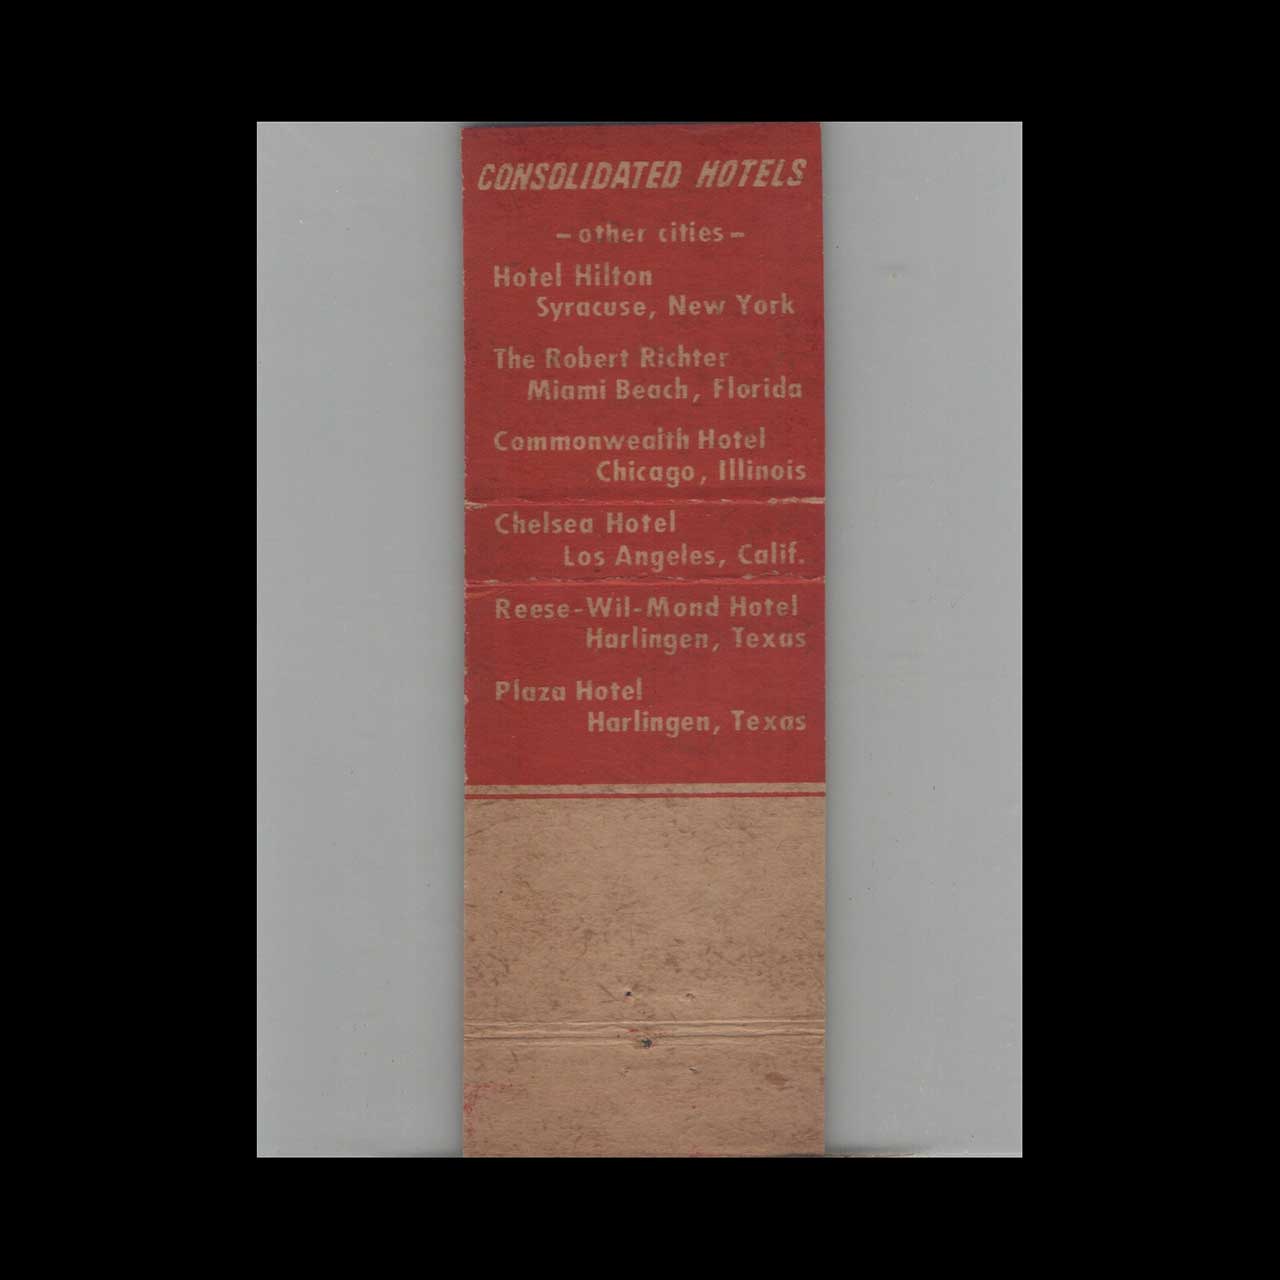 CONSOLIDATED HOTELS
- other cities -
Hotel Hilton
Syracuse, New York
The Robert Richter
Miami Beach, Florida
Commonwealth Hotel
Chicago, Illinois
Chelsea Hotel
Los Angeles, Calif.
Reese-Wil-Mond Hotel
Harlingen, Texas
Plaza Hotel
Harlingen, Texas